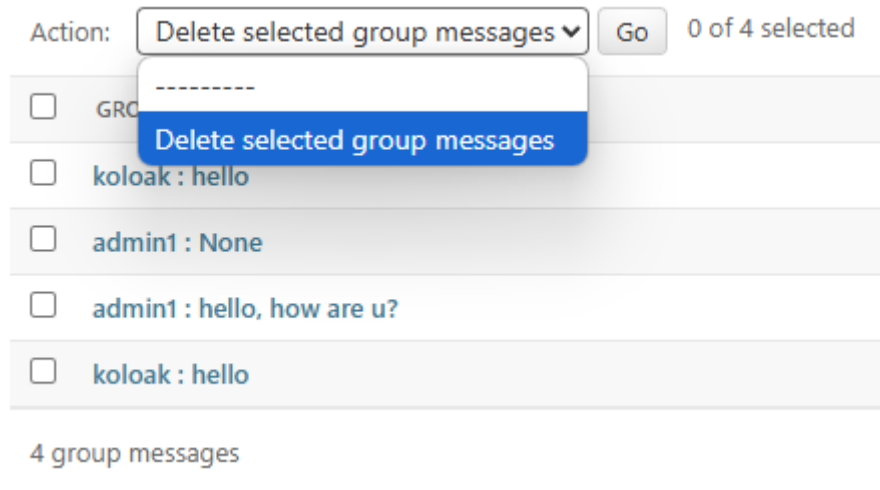 Action: Delete selected group messages Go 0 of 4 selected
---------
GRO
Delete selected group messages
koloak : hello
admin1 : None
admin1 : hello, how are u?
koloak : hello
4 group messages